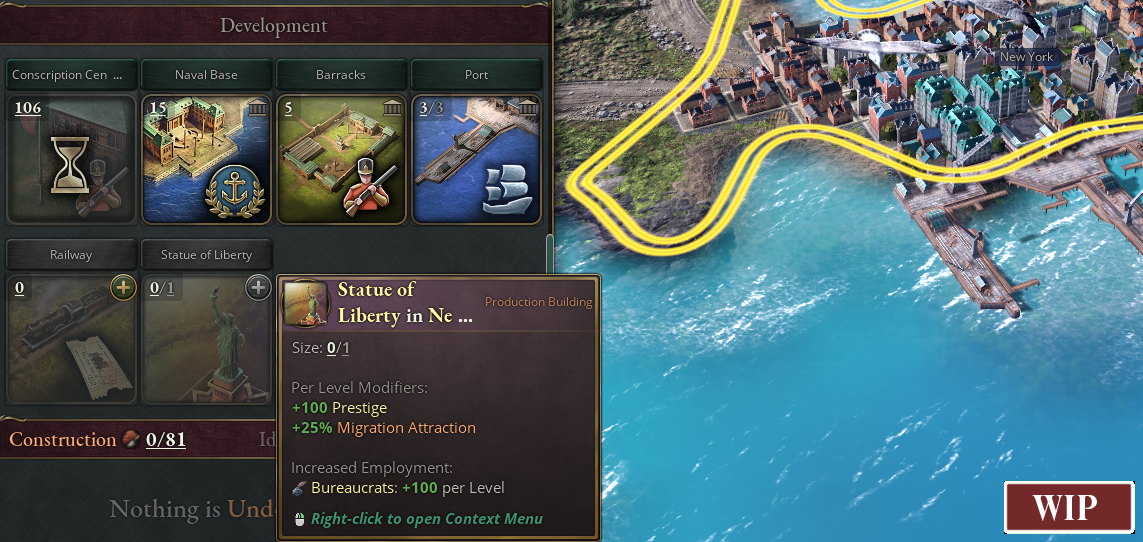 Development
Conscription Cen ...
Naval Base
Barracks
Port
106
15
5
3/3
Railway
Statue of Liberty
0
0/1
Construction 0/81
Id
Nothing is Unde
Statue of
Liberty in Ne ...
Production Building
Size: 0/1
Per Level Modifiers:
+100 Prestige
+25% Migration Attraction
Increased Employment:
Bureaucrats: +100 per Level
Right-click to open Context Menu
New York
WIP